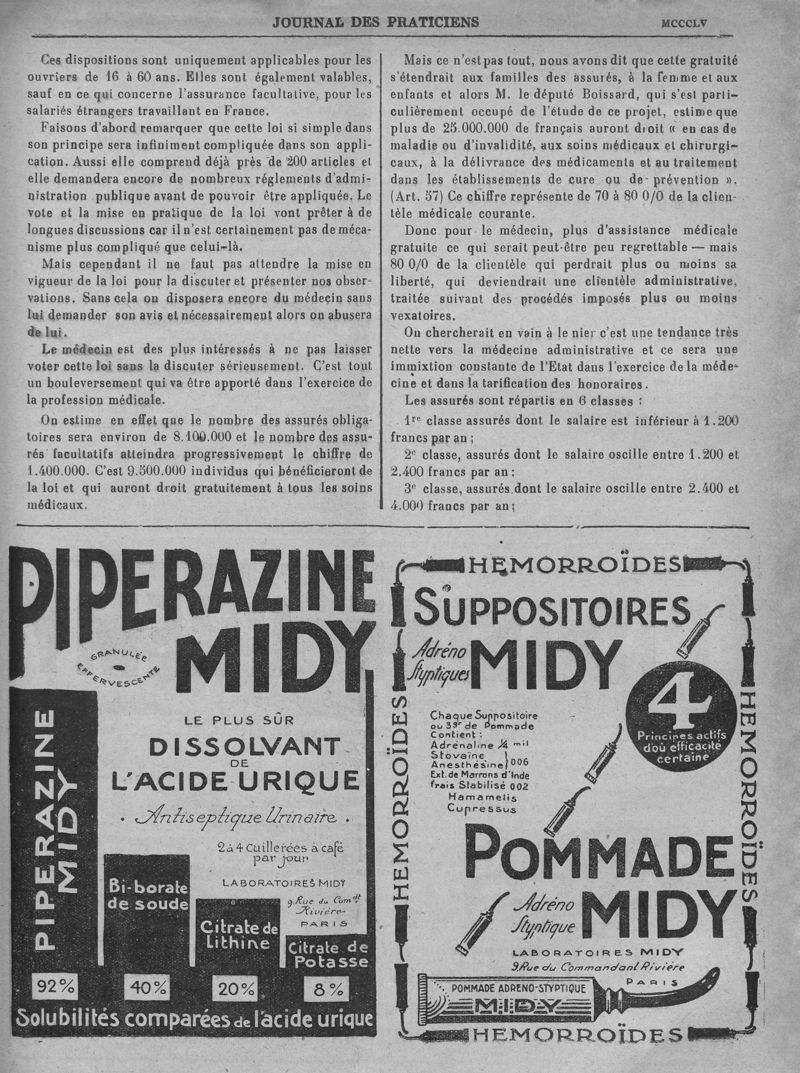 JOURNAL DES PRATICIENS
MCCCLV
Ces dispositions sont uniquement applicables pour les
ouvriers de 16 à 60 ans. Elles sont également valables,
sauf en ce qui concerne l'assurance facultative, pour les
salariés étrangers travaillant en France.
Faisons d'abord remarquer que cette loi si simple dans
son principe sera infiniment compliquée dans son appli-
cation. Aussi elle comprend déjà près de 200 articles et
elle demandera encore de nombreux réglements d'admi-
nistration publique avant de pouvoir être appliquée. Le
vote et la mise en pratique de la loi vont prêter à de
longues discussions car il n'est certainement pas de méca-
nisme plus compliqué que celui-là.
Mais cependant il ne faut pas attendre la mise en
vigueur de la loi pour la discuter et présenter nos obser-
vations. Sans cela on disposera encore du médecin sans
lui demander son avis et nécessairement alors on abusera
de lui.
Le médecin est des plus intéressés à ne pas laisser
voter cette loi sans la discuter sérieusement. C'est tout
un bouleversement qui va être apporté dans l'exercice de
la profession médicale.
On estime en effet que le nombre des assurés obliga-
toires sera environ de 8.100.000 et le nombre des assu-
rés facultatifs atteindra progressivement le chiffre de
1.400.000. C'est 9.500.000 individus qui bénéficieront de
la loi et qui auront droit gratuitement à tous les soins
médicaux.
Mais ce n'est pas tout, nous avons dit que cette gratuité
s'étendrait aux familles des assurés, à la femme et aux
enfants et alors M. le député Boissard, qui s'est parti-
culièrement occupé de l'étude de ce projet, estime que
plus de 25.000.000 de français auront droit « en cas de
maladie ou d'invalidité, aux soins médicaux et chirurgi-
caux, à la délivrance des médicaments et au traitement
dans les établissements de cure ou de prévention ».
(Art. 57) Ce chiffre représente de 70 à 80 0/0 de la clien-
tèle médicale courante.
Donc pour le médecin, plus d'assistance médicale
gratuite ce qui serait peut-être peu regrettable — mais
80 0/0 de la clientèle qui perdrait plus ou moins sa
liberté, qui deviendrait une clientèle administrative,
traitée suivant des procédés imposés plus ou moins
vexatoires.
On chercherait en vain à le nier c'est une tendance très
nette vers la médecine administrative et ce sera une
immixtion constante de l'Etat dans l'exercice de la méde-
cine et dans la tarification des honoraires.
Les assurés sont répartis en 6 classes :
1re classe assurés dont le salaire est inférieur à 1.200
francs par an ;
2e classe, assurés dont le salaire oscille entre 1.200 et
2.400 francs par an :
3e classe, assurés dont le salaire oscille entre 2.400 et
4.000 francs par an ;
PIPERAZINE
MIDY
GRANULÉE
EFFERVESCENTE
LE PLUS SÛR
DISSOLVANT
DE
L'ACIDE URIQUE
Antiseptique Urinaire.
2 à 4 Cuillerées à café
par Jour
LABORATOIRES MIDY
9, Rue du Comdt
Rivière
PARIS
PIPERAZINE
MIDY
Bi-borate
de soude
Citrate de
Lithine
Citrate de
Potasse
92%
40%
20%
8%
Solubilités comparées de l'acide urique
HEMORROÏDES
SUPPOSITOIRES
Adréno
Styptiques
MIDY
Chaque Suppositoire
ou 3gr de Pommade
Contient :
Adrénaline 1/4 mil
Stovaïne
Anesthésine } 006
Ext. de Marrons d'Inde
frais Stabilisé 002
Hamamelis
Cupressus
4
Principes actifs
d'où efficacité
certaine
HEMORROÏDES
HEMORROÏDES
POMMADE
Adréno
Styptique
MIDY
LABORATOIRES MIDY
9 Rue du Commandant Rivière
PARIS
POMMADE ADRENO-STYPTIQUE
MIDY
HEMORROÏDES